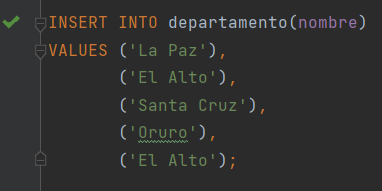 INSERT INTO departamento(nombre)
VALUES ('La Paz'),
('El Alto'),
('Santa Cruz'),
('Oruro'),
('El Alto');